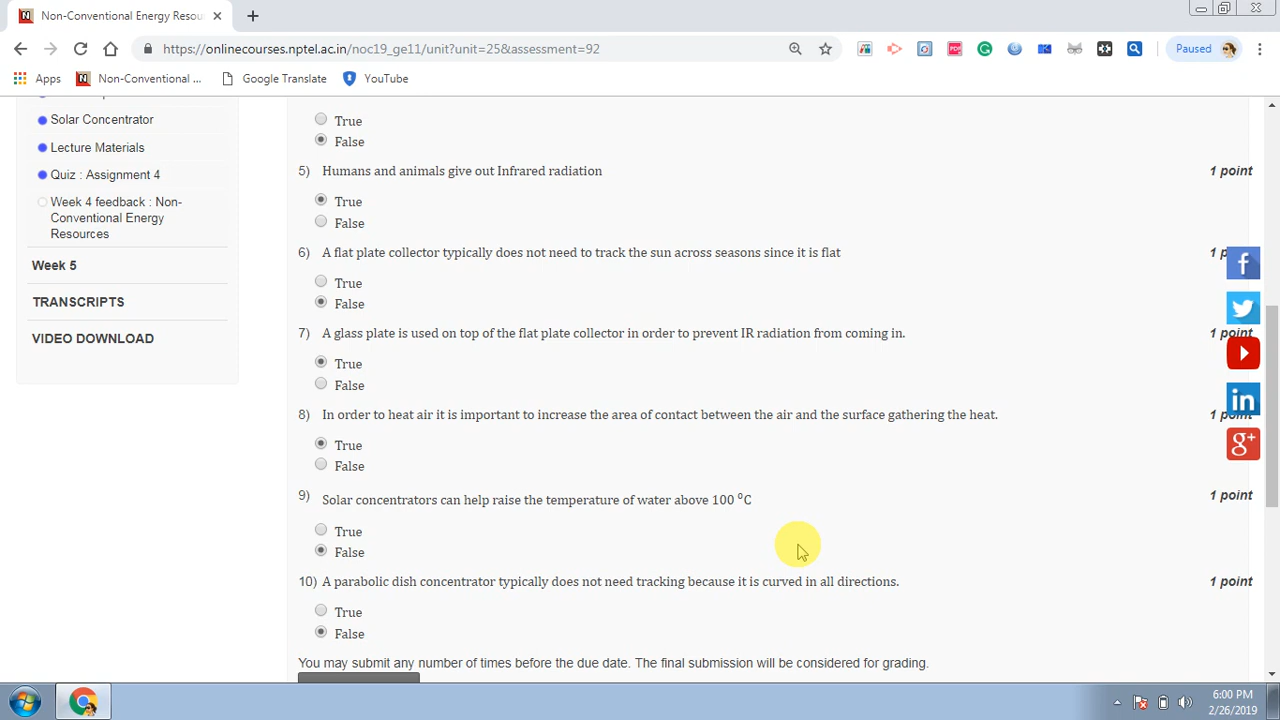 Non-Conventional Energy Resou
https://onlinecourses.nptel.ac.in/noc19_ge11/unit?unit=25&assessment=92
Paused
Apps
Non-Conventional ...
Google Translate
YouTube
Solar Concentrator
Lecture Materials
Quiz : Assignment 4
Week 4 feedback : Non-
Conventional Energy
Resources
Week 5
TRANSCRIPTS
VIDEO DOWNLOAD
True
False
5) Humans and animals give out Infrared radiation 1 point
True
False
6) A flat plate collector typically does not need to track the sun across seasons since it is flat 1 p
True
False
7) A glass plate is used on top of the flat plate collector in order to prevent IR radiation from coming in. 1 point
True
False
8) In order to heat air it is important to increase the area of contact between the air and the surface gathering the heat. 1 point
True
False
9) Solar concentrators can help raise the temperature of water above 100 ⁰C 1 point
True
False
10) A parabolic dish concentrator typically does not need tracking because it is curved in all directions. 1 point
True
False
You may submit any number of times before the due date. The final submission will be considered for grading.
f
in
g+
6:00 PM
2/26/2019